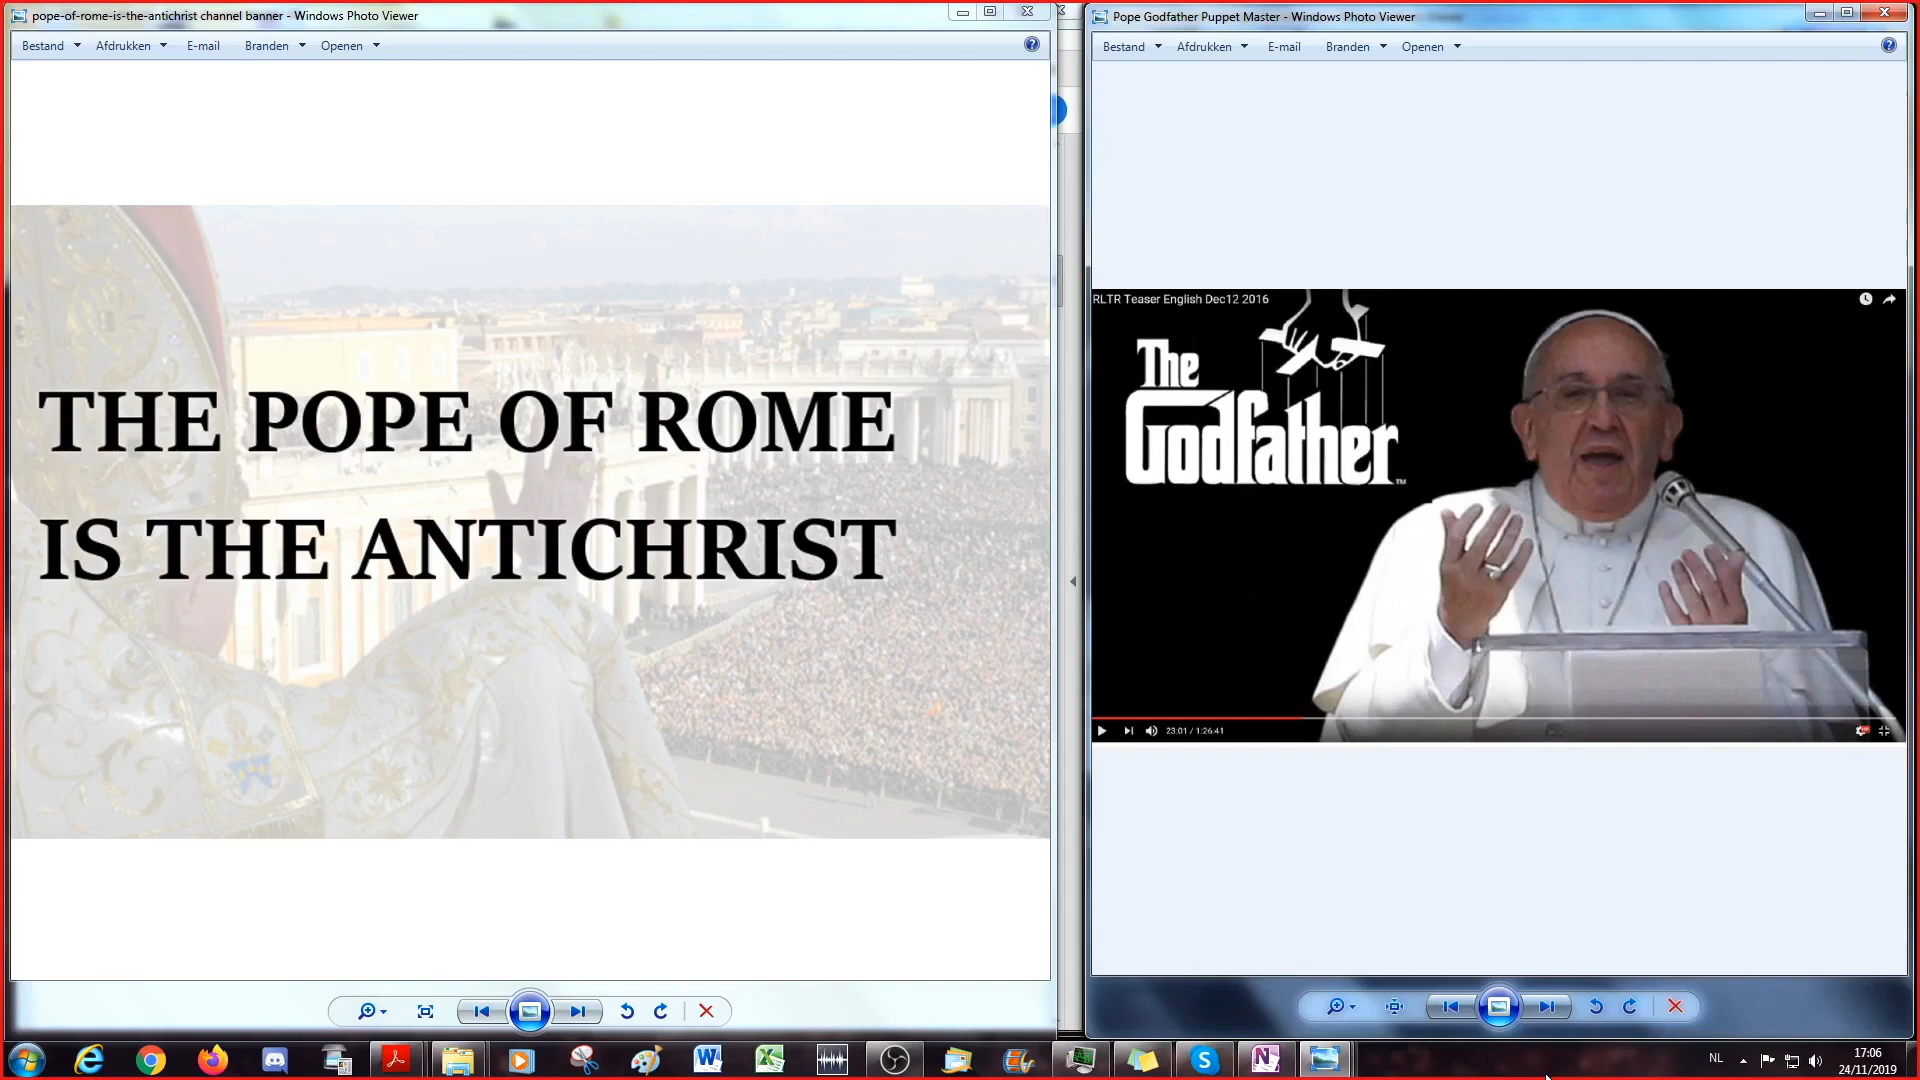 pope-of-rome-is-the-antichrist channel banner - Windows Photo Viewer
Bestand Afdrukken E-mail Branden Openen
THE POPE OF ROME
IS THE ANTICHRIST
Pope Godfather Puppet Master - Windows Photo Viewer
Bestand Afdrukken E-mail Branden Openen
RLTR Teaser English Dec12 2016
The
Godfather™
23:01 / 1:26:41
NL
17:06
24/11/2019